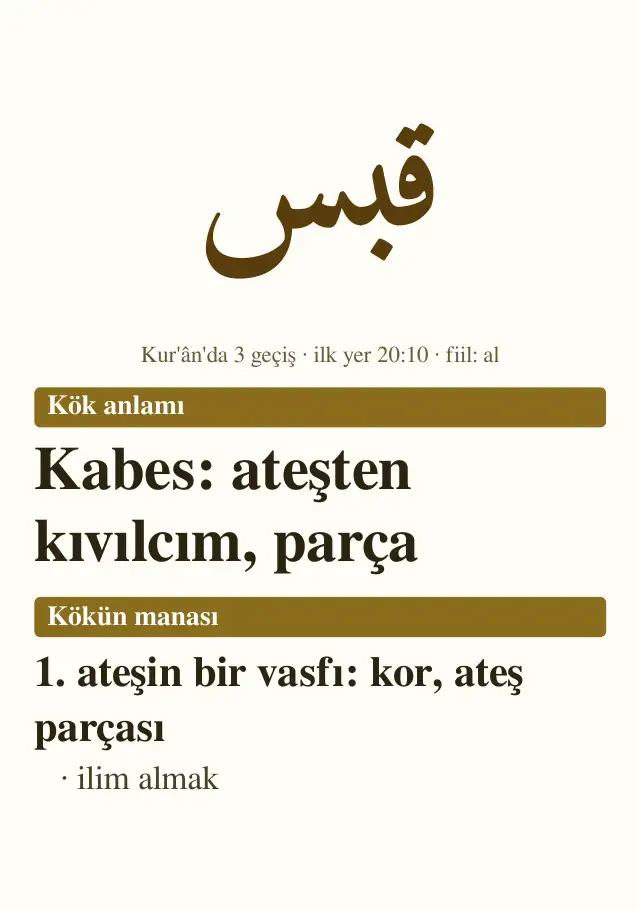 قبس
Kur'ân'da 3 geçiş · ilk yer 20:10 · fiil: al
Kök anlamı
Kabes: ateşten
kıvılcım, parça
Kökün manası
1. ateşin bir vasfı: kor, ateş
parçası
· ilim almak